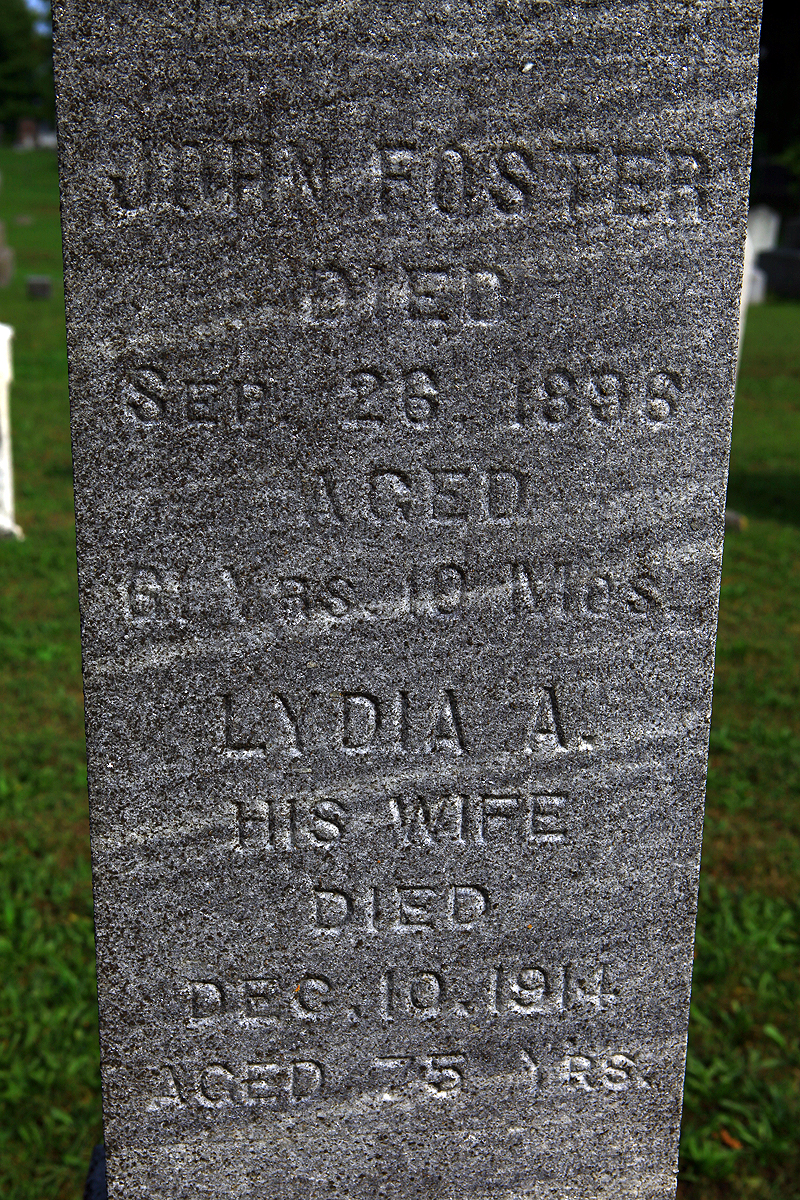 JOHN FOSTER
DIED
SEP. 26. 1896
AGED
61 YRS. 10 MOS.
LYDIA A.
HIS WIFE
DIED
DEC. 10. 1914
AGED 75 YRS.